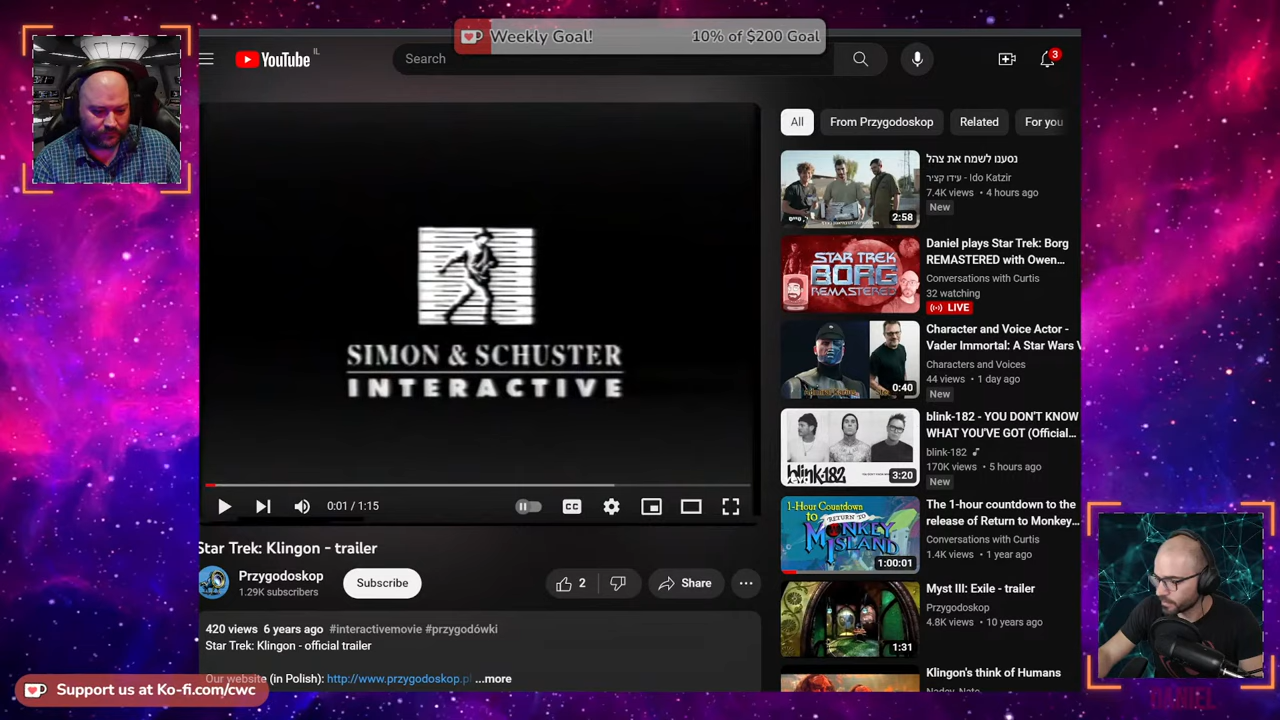 Weekly Goal!
10% of $200 Goal
YouTube
IL
Search
3
SIMON & SCHUSTER
INTERACTIVE
0:01 / 1:15
CC
Star Trek: Klingon - trailer
Przygodoskop
1.29K subscribers
Subscribe
2
Share
420 views 6 years ago #interactivemovie #przygodówki
Star Trek: Klingon - official trailer
Our website (in Polish): http://www.przygodoskop.pl ...more
All
From Przygodoskop
Related
For you
2:58
נסענו לשמח את צהל
עידו קציר - Ido Katzir
7.4K views • 4 hours ago
New
STAR TREK
BORG
REMASTERED
Daniel plays Star Trek: Borg
REMASTERED with Owen...
Conversations with Curtis
32 watching
LIVE
0:40
Character and Voice Actor -
Vader Immortal: A Star Wars
Characters and Voices
44 views • 1 day ago
New
blink-182
3:20
blink-182 - YOU DON'T KNOW
WHAT YOU'VE GOT (Official...
blink-182
170K views • 5 hours ago
New
1-Hour Countdown
to
RETURN TO
MONKEY
ISLAND
1:00:01
The 1-hour countdown to the
release of Return to Monkey...
Conversations with Curtis
1.4K views • 1 year ago
1:31
Myst III: Exile - trailer
Przygodoskop
4.8K views • 10 years ago
Klingon's think of Humans
Support us at Ko-fi.com/cwc
DANIEL